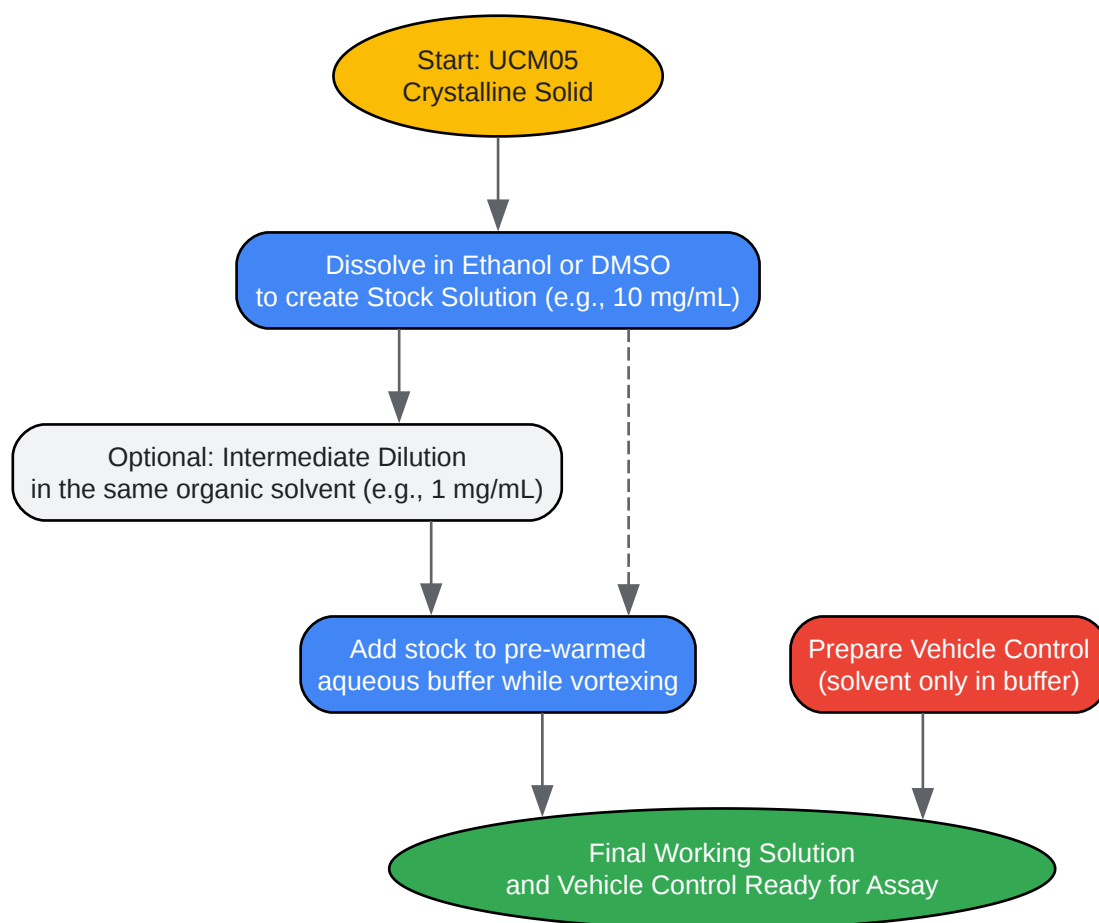 Start: UCM05
Crystalline Solid
Dissolve in Ethanol or DMSO
to create Stock Solution (e.g., 10 mg/mL)
Optional: Intermediate Dilution
in the same organic solvent (e.g., 1 mg/mL)
Add stock to pre-warmed
aqueous buffer while vortexing
Prepare Vehicle Control
(solvent only in buffer)
Final Working Solution
and Vehicle Control Ready for Assay